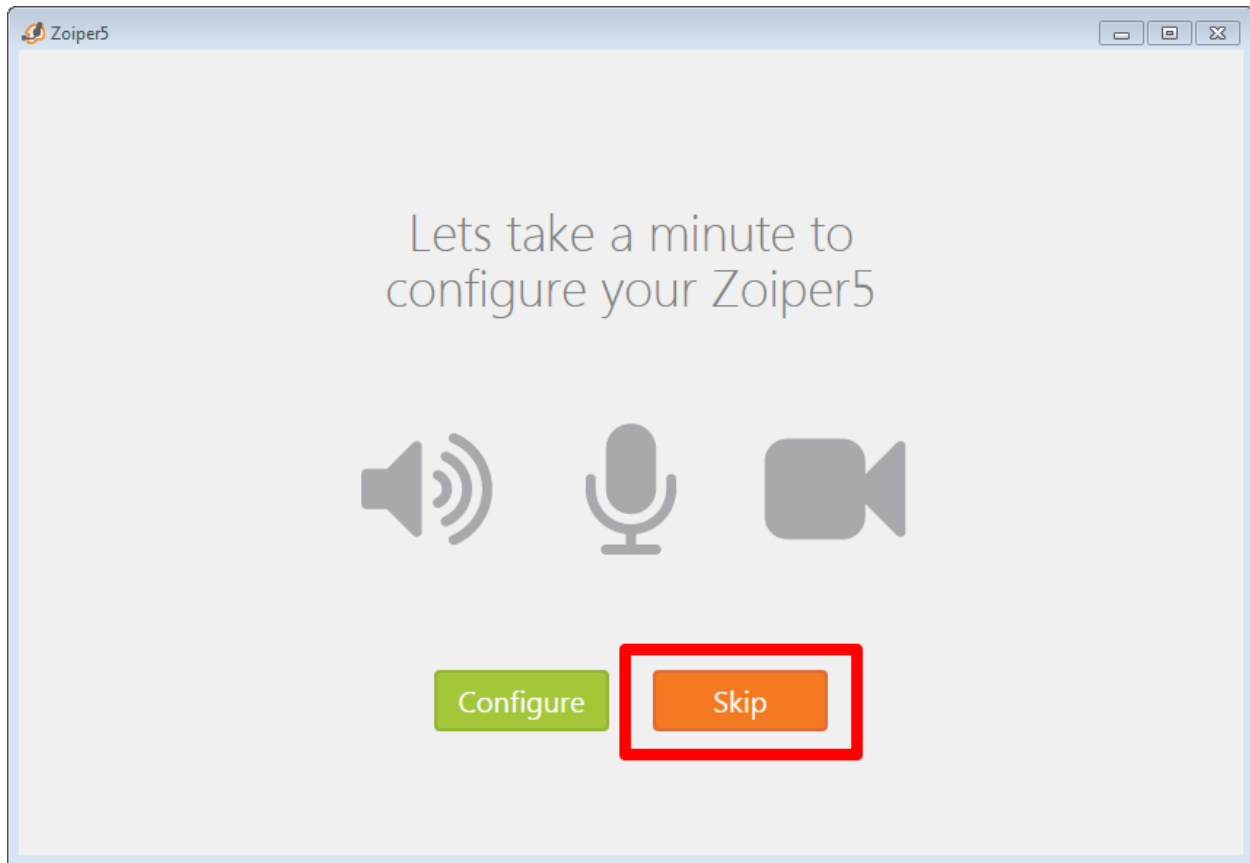 Zoiper5
Lets take a minute to
configure your Zoiper5
Configure
Skip